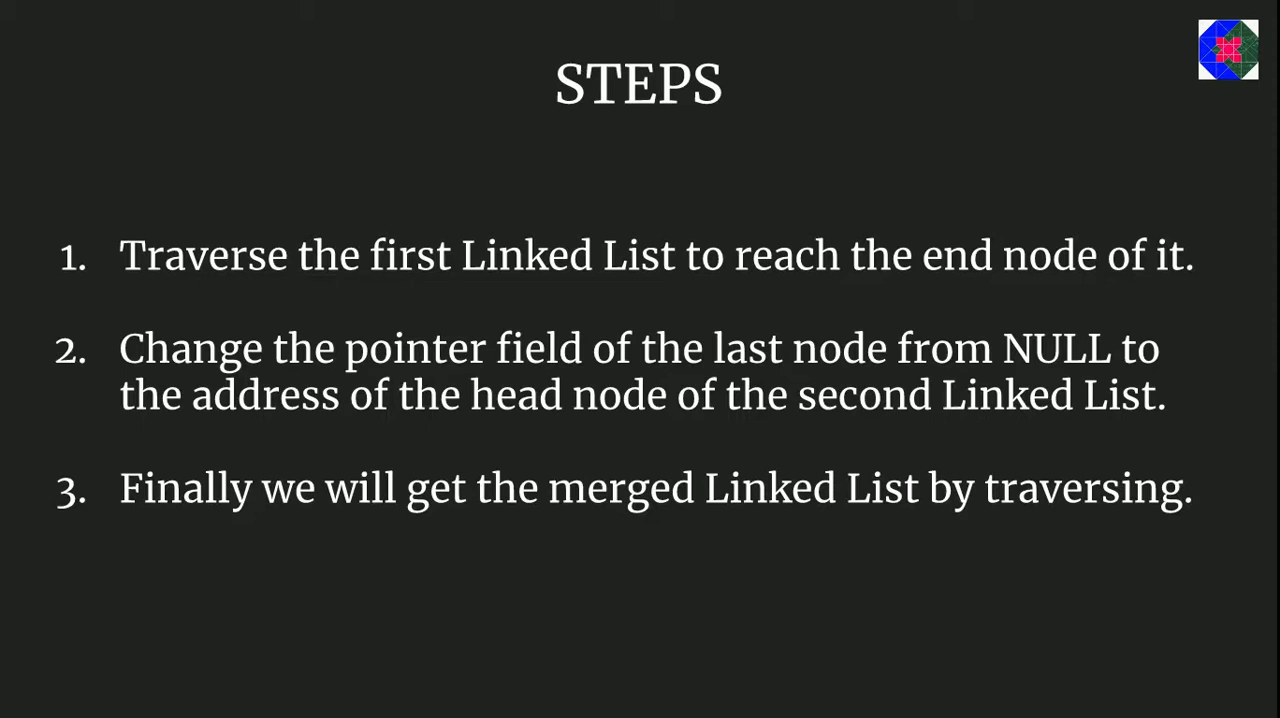 STEPS
1. Traverse the first Linked List to reach the end node of it.
2. Change the pointer field of the last node from NULL to
the address of the head node of the second Linked List.
3. Finally we will get the merged Linked List by traversing.